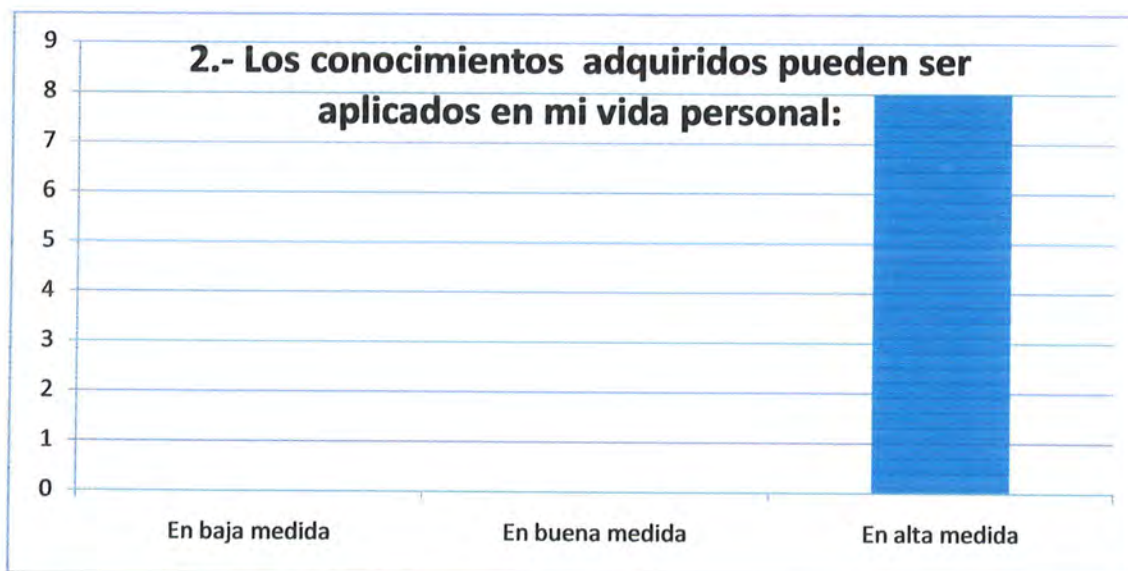 2.- Los conocimientos adquiridos pueden ser
aplicados en mi vida personal:
9
8
7
6
5
4
3
2
1
0
En baja medida
En buena medida
En alta medida